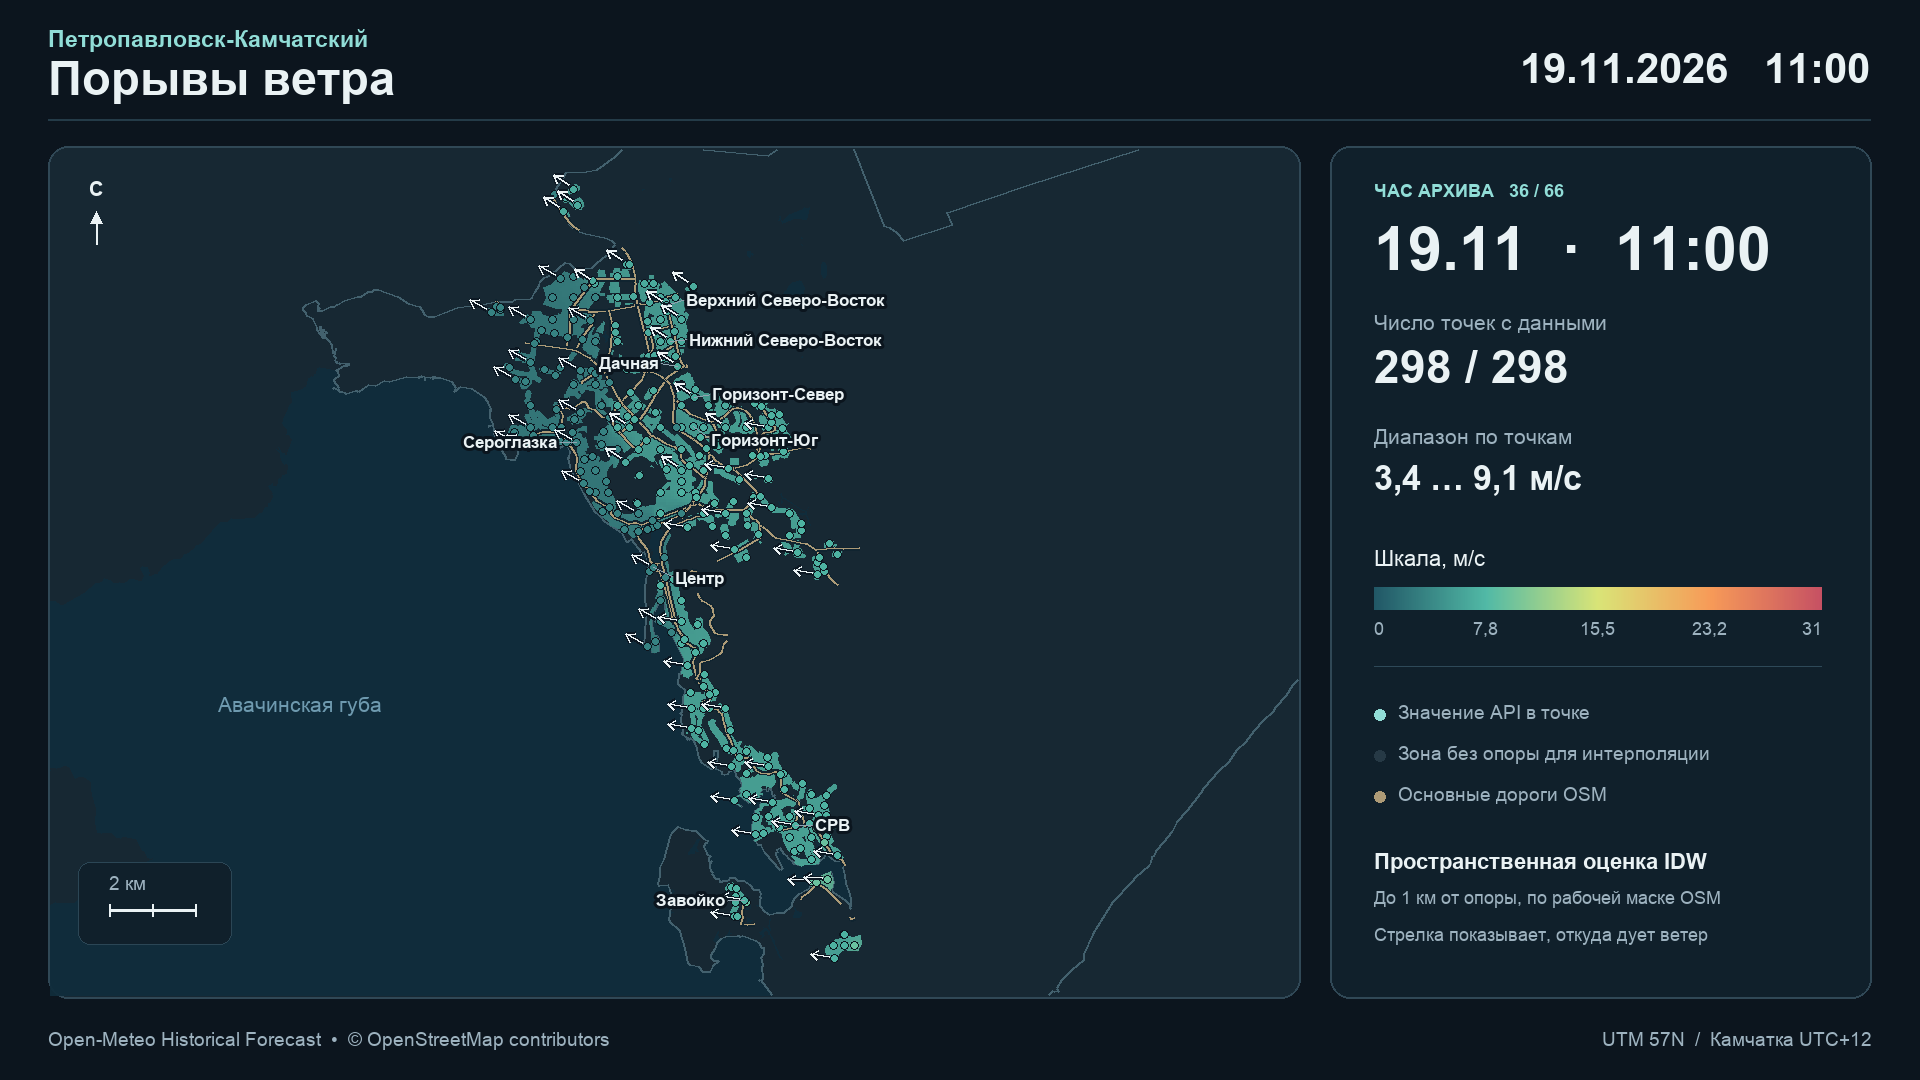 Петропавловск-Камчатский
Порывы ветра
19.11.2026 11:00
С
Верхний Северо-Восток
Нижний Северо-Восток
Дачная
Горизонт-Север
Горизонт-Юг
Сероглазка
Центр
Авачинская губа
СРВ
Завойко
2 км
ЧАС АРХИВА 36 / 66
19.11 · 11:00
Число точек с данными
298 / 298
Диапазон по точкам
3,4 … 9,1 м/с
Шкала, м/с
0 7,8 15,5 23,2 31
Значение API в точке
Зона без опоры для интерполяции
Основные дороги OSM
Пространственная оценка IDW
До 1 км от опоры, по рабочей маске OSM
Стрелка показывает, откуда дует ветер
Open-Meteo Historical Forecast • © OpenStreetMap contributors
UTM 57N / Камчатка UTC+12